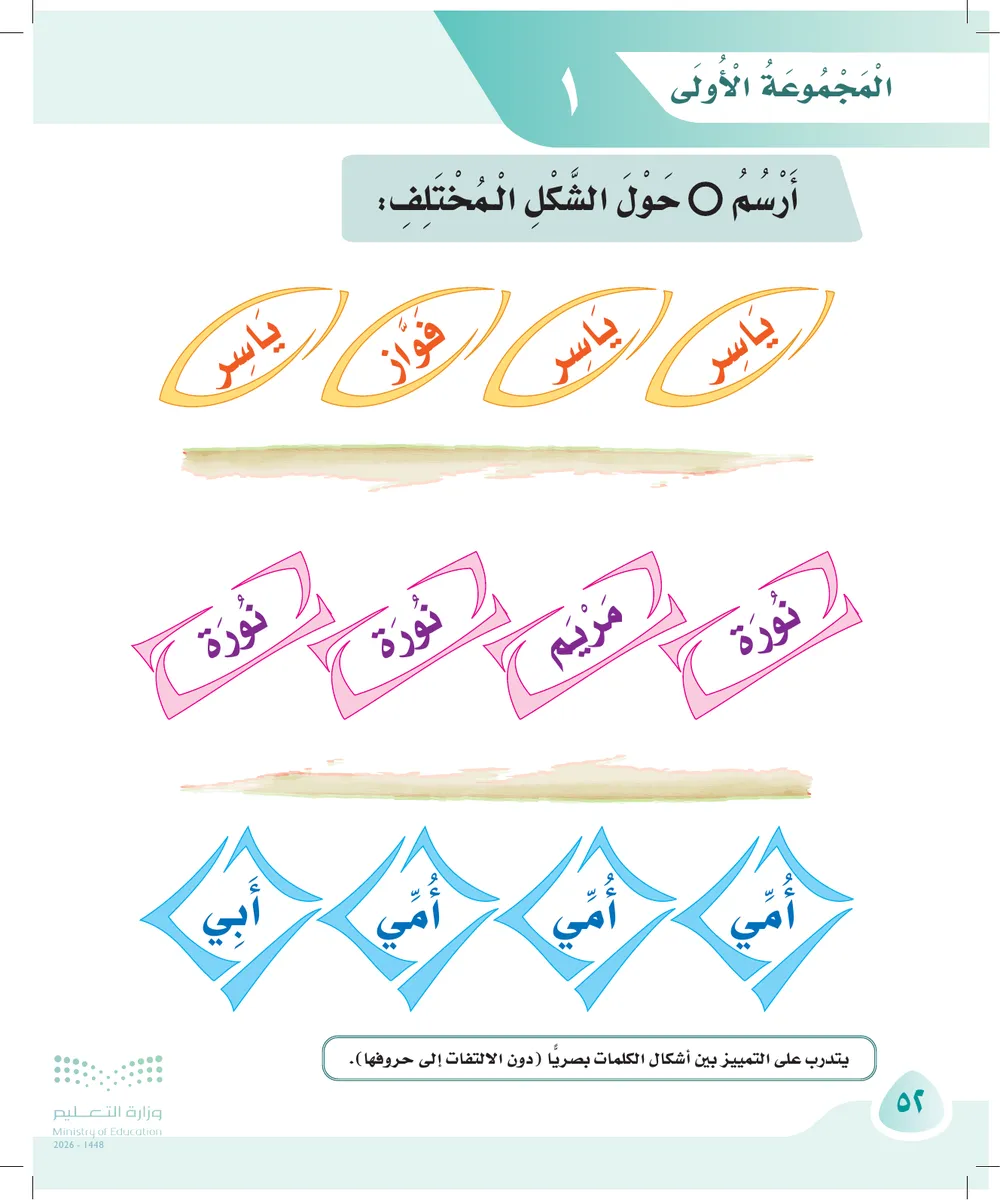 الْمَجْمُوعَةُ الْأُولَى
١
أَرْسُمُ ○ حَوْلَ الشَّكْلِ الْمُخْتَلِفِ:
يَاسِر يَاسِر فَوَّاز يَاسِر
نُورَة مَرْيَم نُورَة نُورَة
أُمِّي أُمِّي أُمِّي أَبِي
يتدرب على التمييز بين أشكال الكلمات بصريًّا (دون الالتفات إلى حروفها).
٥٢
وزارة التعـــليم
Ministry of Education
2026 - 1448